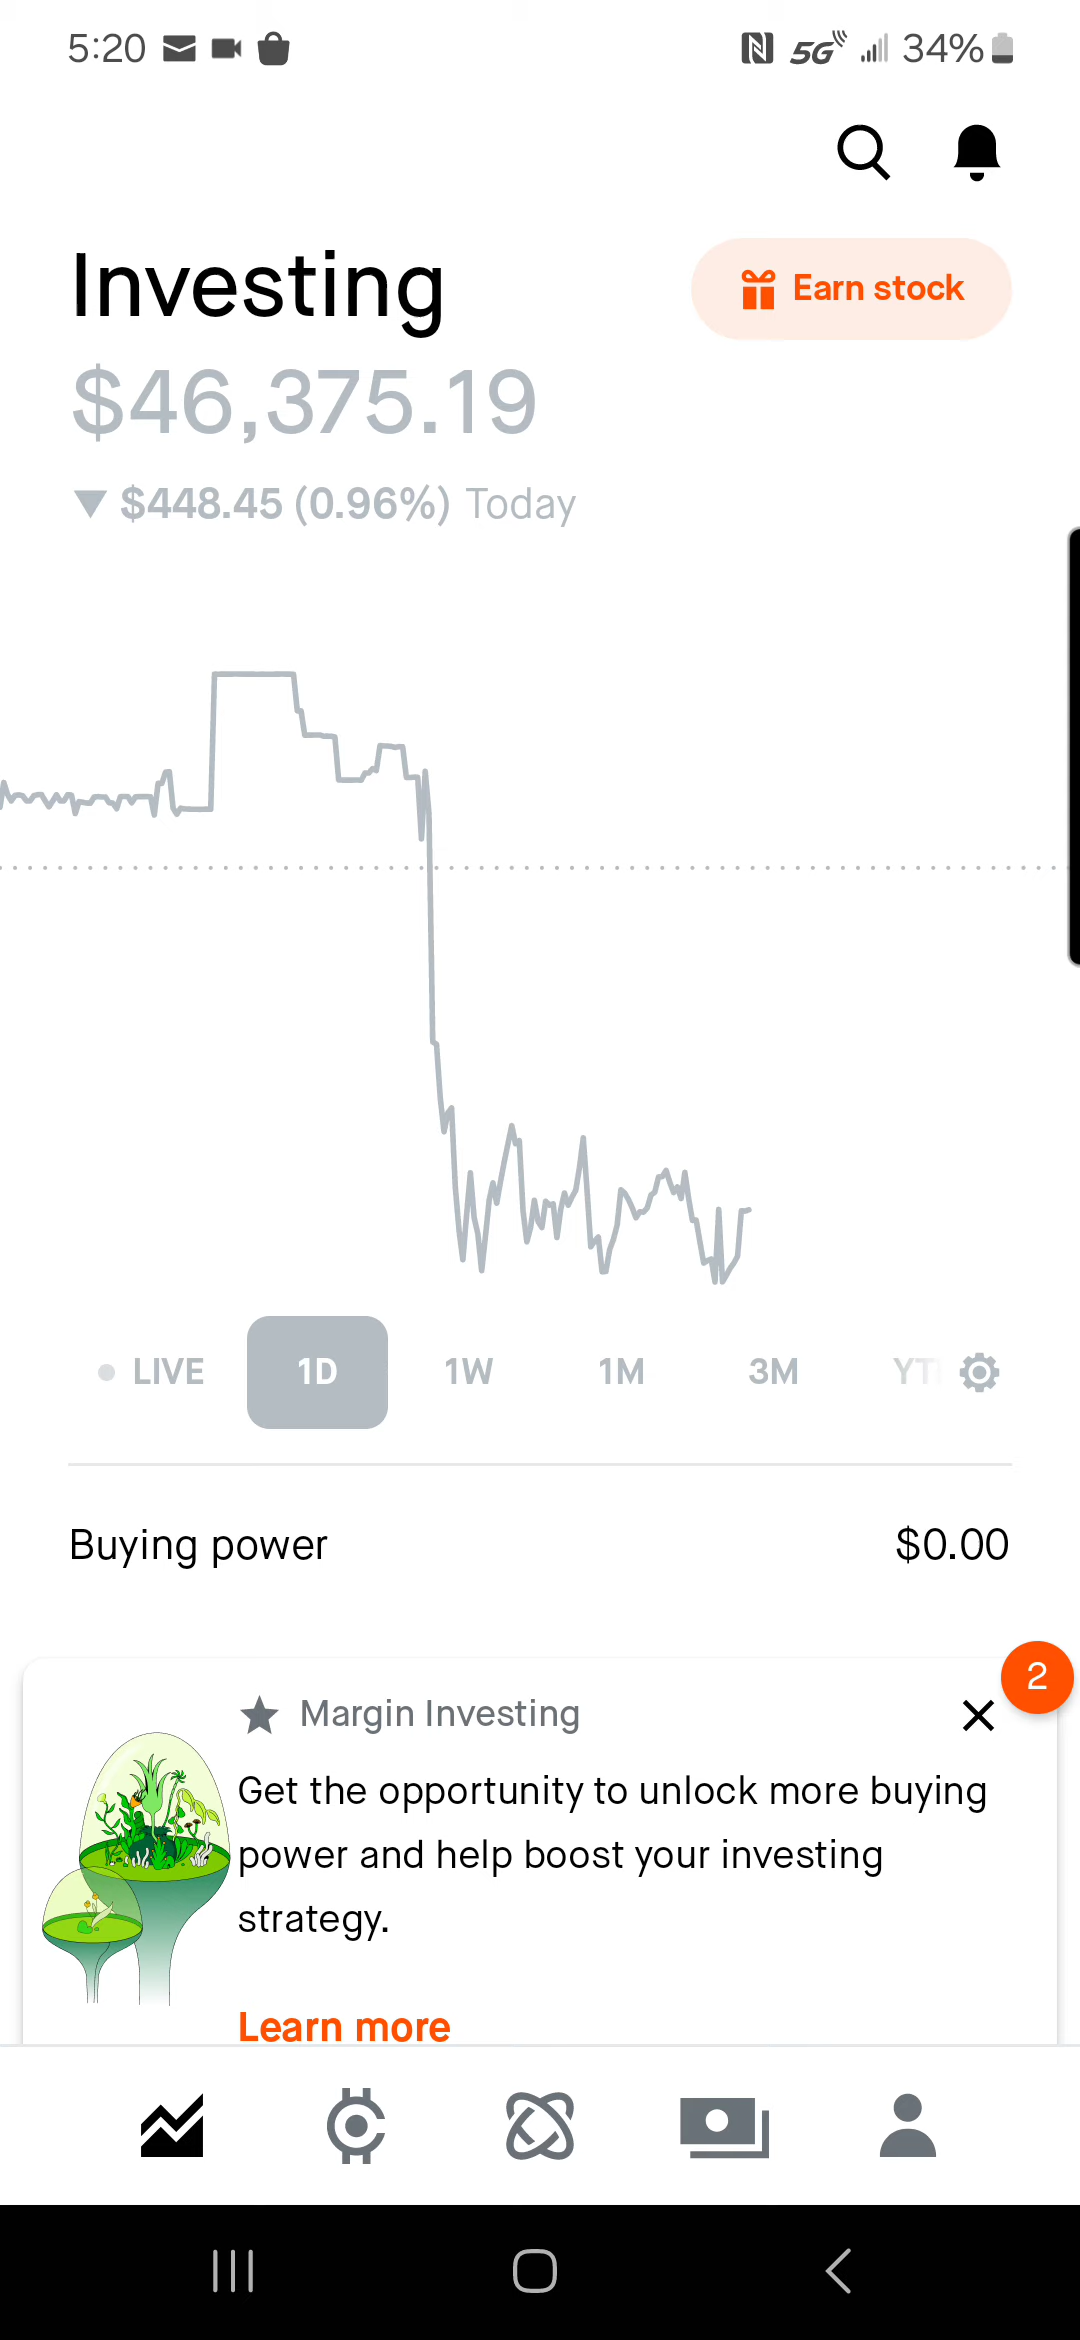 5:20 5G 34%
Investing
Earn stock
$46,375.19
▼ $448.45 (0.96%) Today
LIVE 1D 1W 1M 3M
Buying power $0.00
2
Margin Investing
Get the opportunity to unlock more buying
power and help boost your investing
strategy.
Learn more